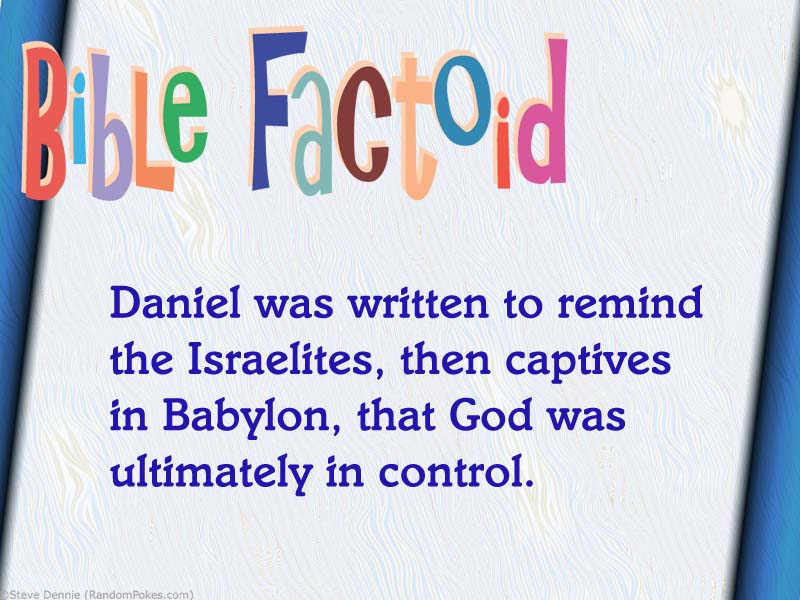 Bible Factoid
Daniel was written to remind
the Israelites, then captives
in Babylon, that God was
ultimately in control.
©Steve Dennie (RandomPokes.com)